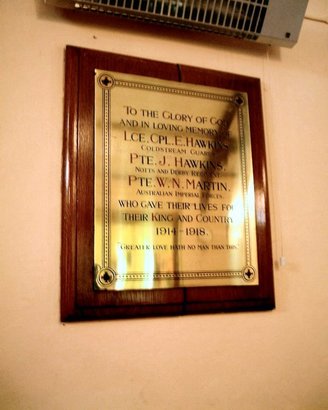 TO THE GLORY OF GOD
AND IN LOVING MEMORY OF
LCE. CPL. E. HAWKINS
COLDSTREAM GUARDS
PTE. J. HAWKINS
NOTTS AND DERBY REGIMENT
PTE. W. N. MARTIN.
AUSTRALIAN IMPERIAL FORCES.
WHO GAVE THEIR LIVES FOR
THEIR KING AND COUNTRY
1914-1918.
"GREATER LOVE HATH NO MAN THAN THIS."